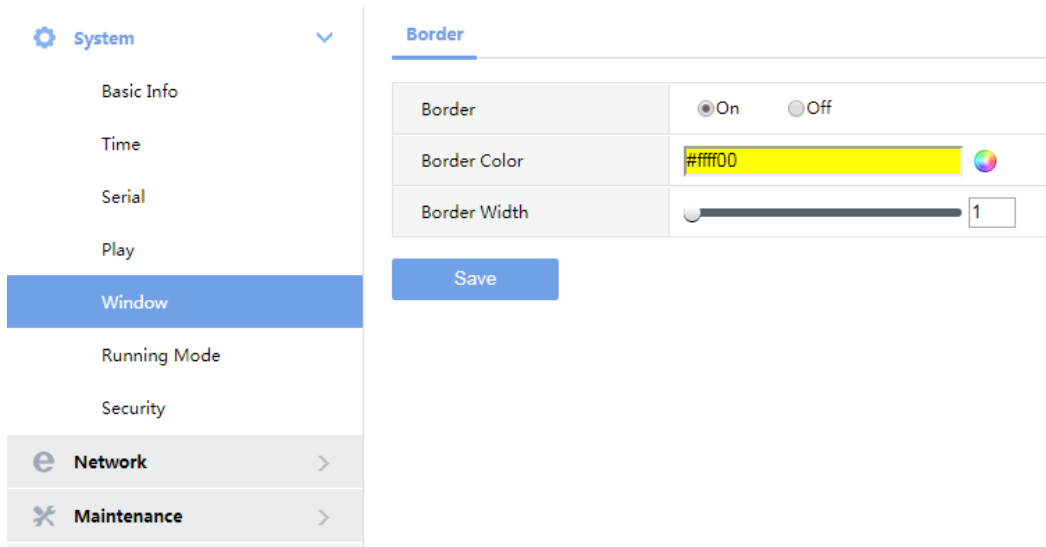 System
Basic Info
Time
Serial
Play
Window
Running Mode
Security
Network
Maintenance
Border
Border On Off
Border Color #ffff00
Border Width 1
Save